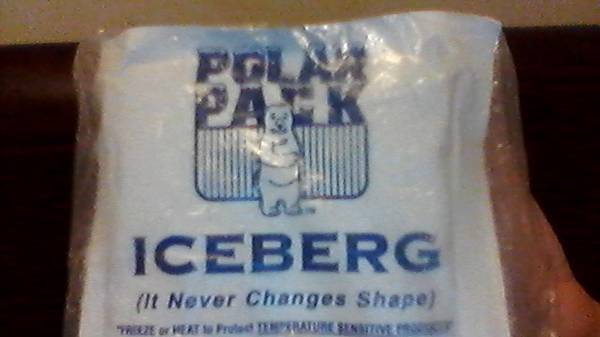 POLAR
PACK
ICEBERG
(It Never Changes Shape)
"FREEZE or HEAT to Protect TEMPERATURE SENSITIVE PRODUCTS"